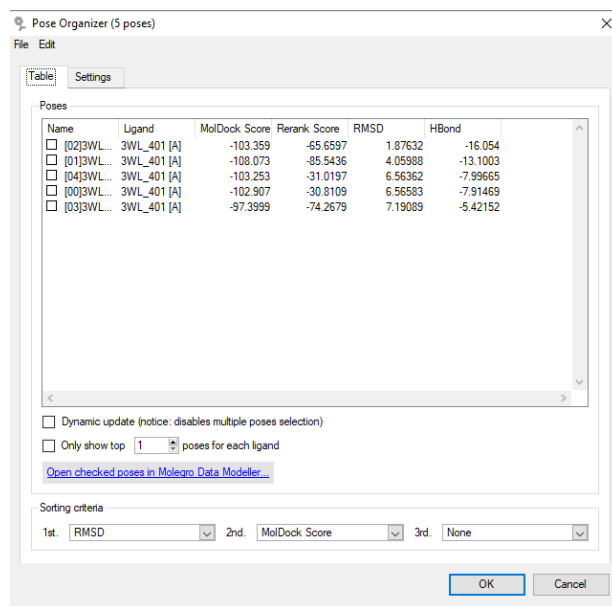 Pose Organizer (5 poses)
File Edit
Table Settings
Poses
Name Ligand MolDock Score Rerank Score RMSD HBond
[02]3WL... 3WL_401 [A] -103.359 -65.6597 1.87632 -16.054
[01]3WL... 3WL_401 [A] -108.073 -85.5436 4.05988 -13.1003
[04]3WL... 3WL_401 [A] -103.253 -31.0197 6.56362 -7.99665
[00]3WL... 3WL_401 [A] -102.907 -30.8109 6.56583 -7.91469
[03]3WL... 3WL_401 [A] -97.3999 -74.2679 7.19089 -5.42152
Dynamic update (notice: disables multiple poses selection)
Only show top 1 poses for each ligand
Open checked poses in Molegro Data Modeller...
Sorting criteria
1st. RMSD 2nd. MolDock Score 3rd. None
OK Cancel